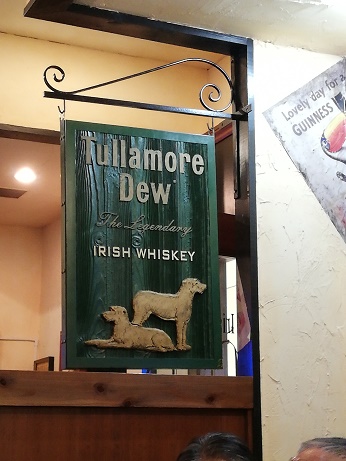 Tullamore
Dew
The Legendary
IRISH WHISKEY
Lovely day for a
GUINNESS